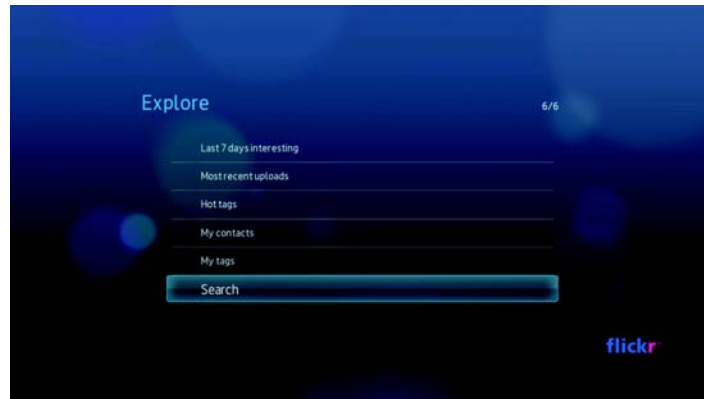 Explore
6/6
Last 7 days interesting
Most recent uploads
Hot tags
My contacts
My tags
Search
flickr